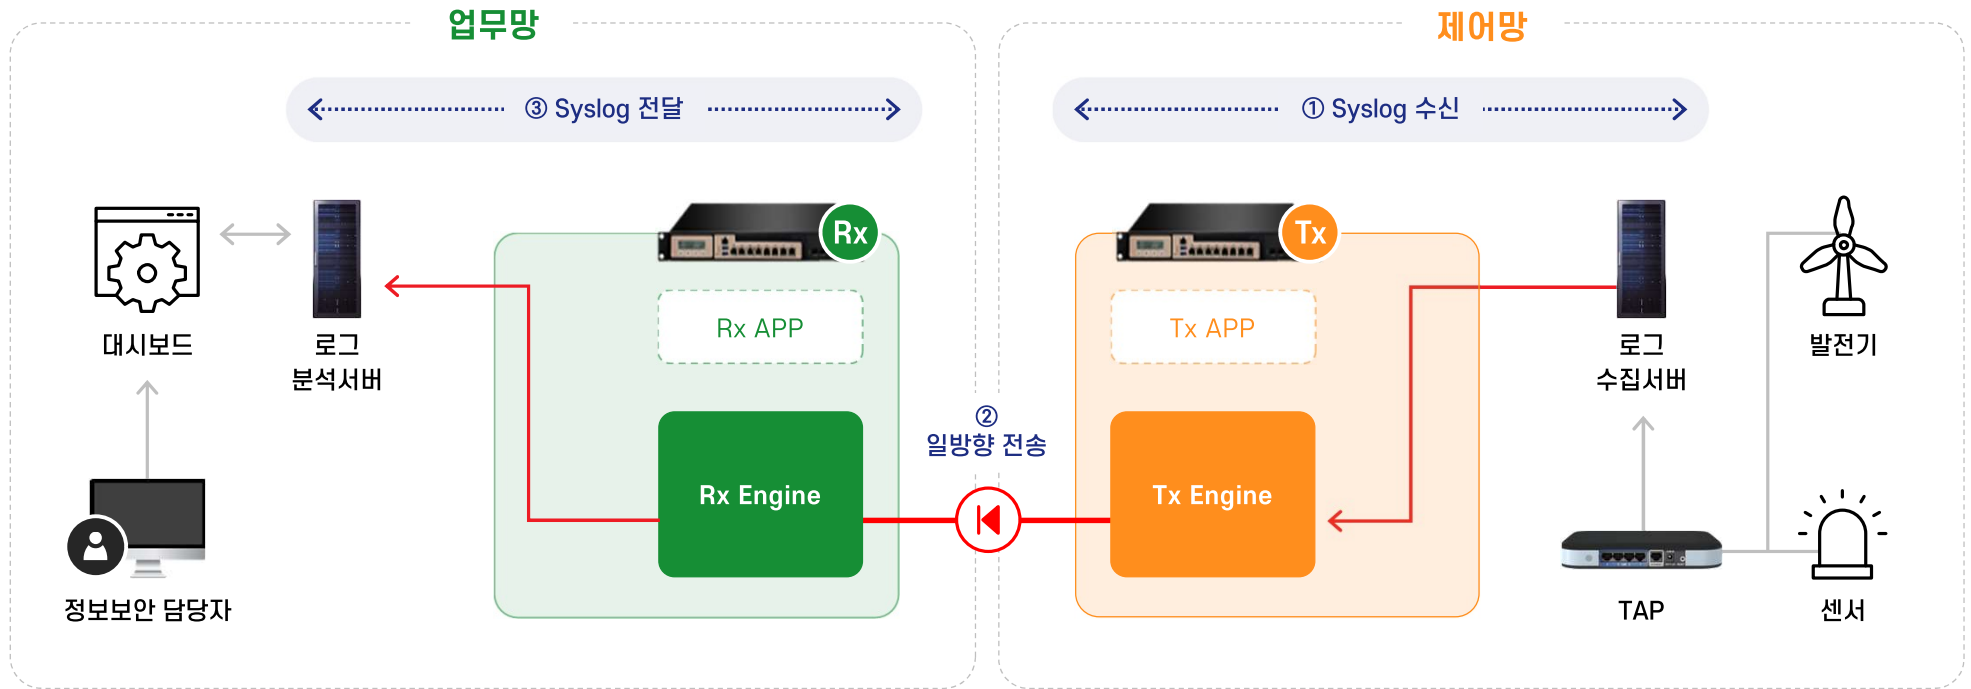 업무망
제어망
③ Syslog 전달
① Syslog 수신
Rx
Tx
Rx APP
Tx APP
대시보드
로그
분석서버
로그
수집서버
발전기
②
일방향 전송
Rx Engine
Tx Engine
정보보안 담당자
TAP
센서